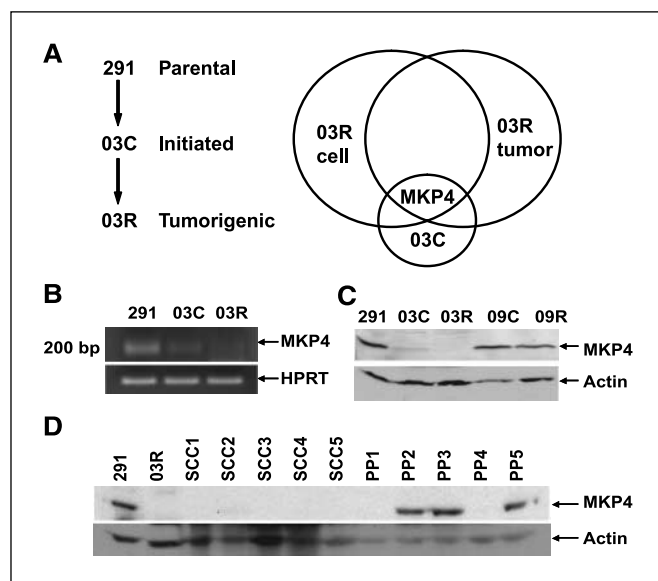 A
291 Parental
03C Initiated
03R Tumorigenic
03R
cell
03R
tumor
MKP4
03C
B
291 03C 03R
200 bp
MKP4
HPRT
C
291 03C 03R 09C 09R
MKP4
Actin
D
291 03R SCC1 SCC2 SCC3 SCC4 SCC5 PP1 PP2 PP3 PP4 PP5
MKP4
Actin